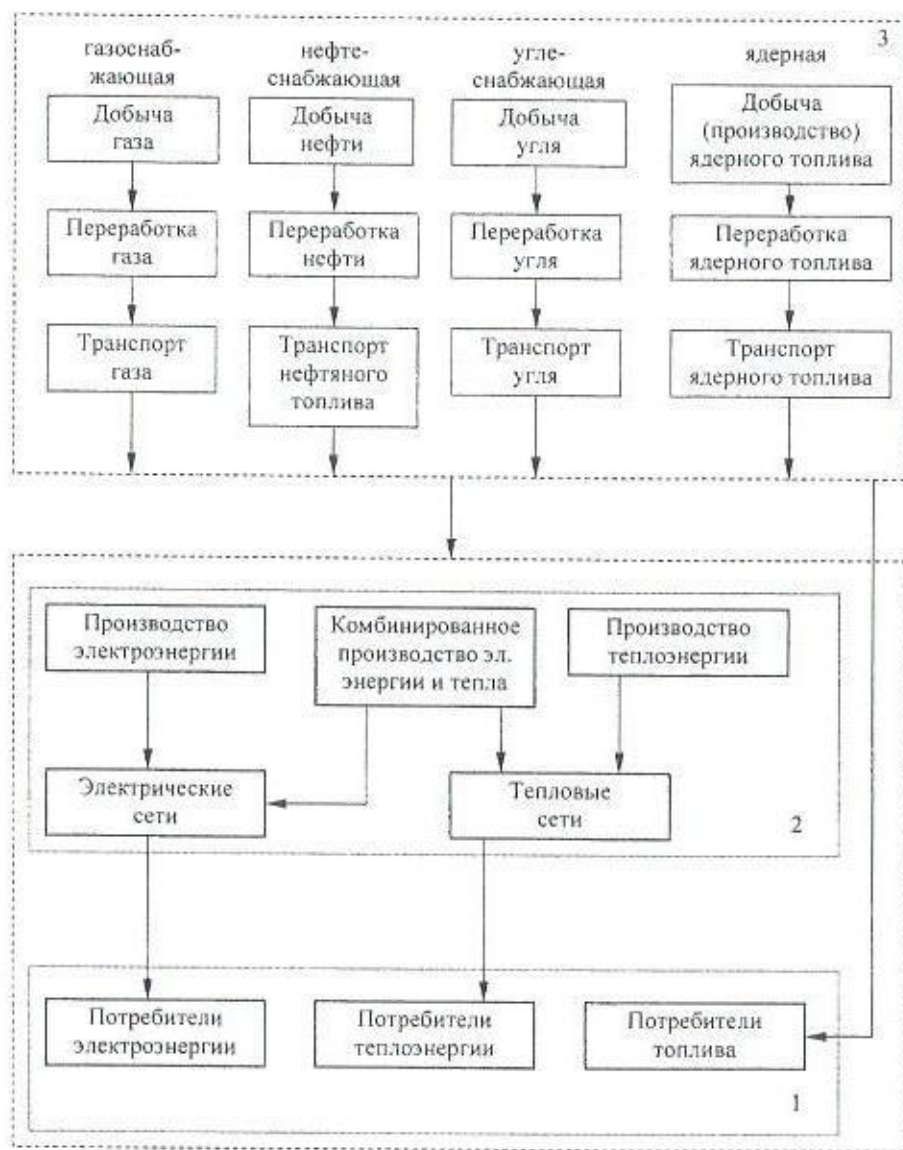 3
газоснаб-
жающая
нефте-
снабжающая
угле-
снабжающая
ядерная
Добыча
газа
Добыча
нефти
Добыча
угля
Добыча
(производство)
ядерного топлива
Переработка
газа
Переработка
нефти
Переработка
угля
Переработка
ядерного топлива
Транспорт
газа
Транспорт
нефтяного
топлива
Транспорт
угля
Транспорт
ядерного топлива
Производство
электроэнергии
Комбинированное
производство эл.
энергии и тепла
Производство
теплоэнергии
Электрические
сети
Тепловые
сети
2
Потребители
электроэнергии
Потребители
теплоэнергии
Потребители
топлива
1